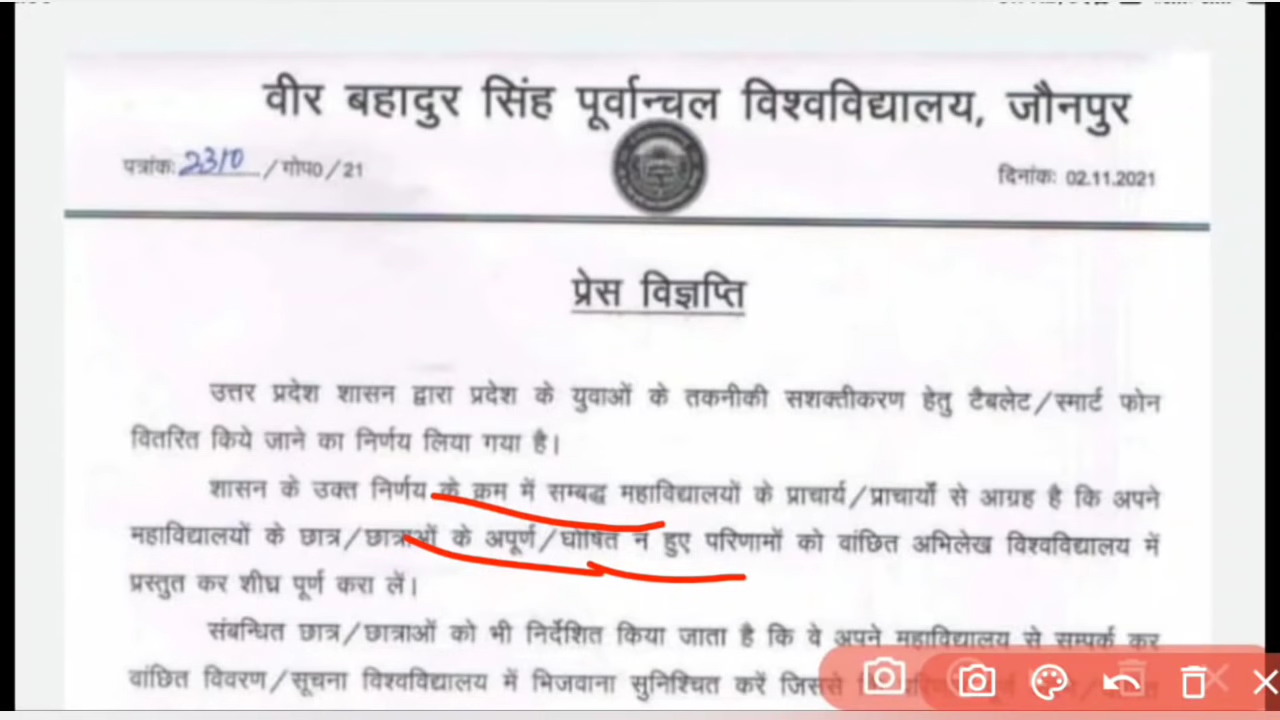 वीर बहादुर सिंह पूर्वान्चल विश्वविद्यालय, जौनपुर
पत्रांकः 2310 /गोप0/21
दिनांकः 02.11.2021
प्रेस विज्ञप्ति
उत्तर प्रदेश शासन द्वारा प्रदेश के युवाओं के तकनीकी सशक्तीकरण हेतु टैबलेट/स्मार्ट फोन
वितरित किये जाने का निर्णय लिया गया है।
शासन के उक्त निर्णय के क्रम में सम्बद्ध महाविद्यालयों के प्राचार्य/प्राचार्यों से आग्रह है कि अपने
महाविद्यालयों के छात्र/छात्राओं के अपूर्ण/घोषित न हुए परिणामों को वांछित अभिलेख विश्वविद्यालय में
प्रस्तुत कर शीघ्र पूर्ण करा लें।
संबन्धित छात्र/छात्राओं को भी निर्देशित किया जाता है कि वे अपने महाविद्यालय से सम्पर्क कर
वांछित विवरण/सूचना विश्वविद्यालय में भिजवाना सुनिश्चित करें जिससे